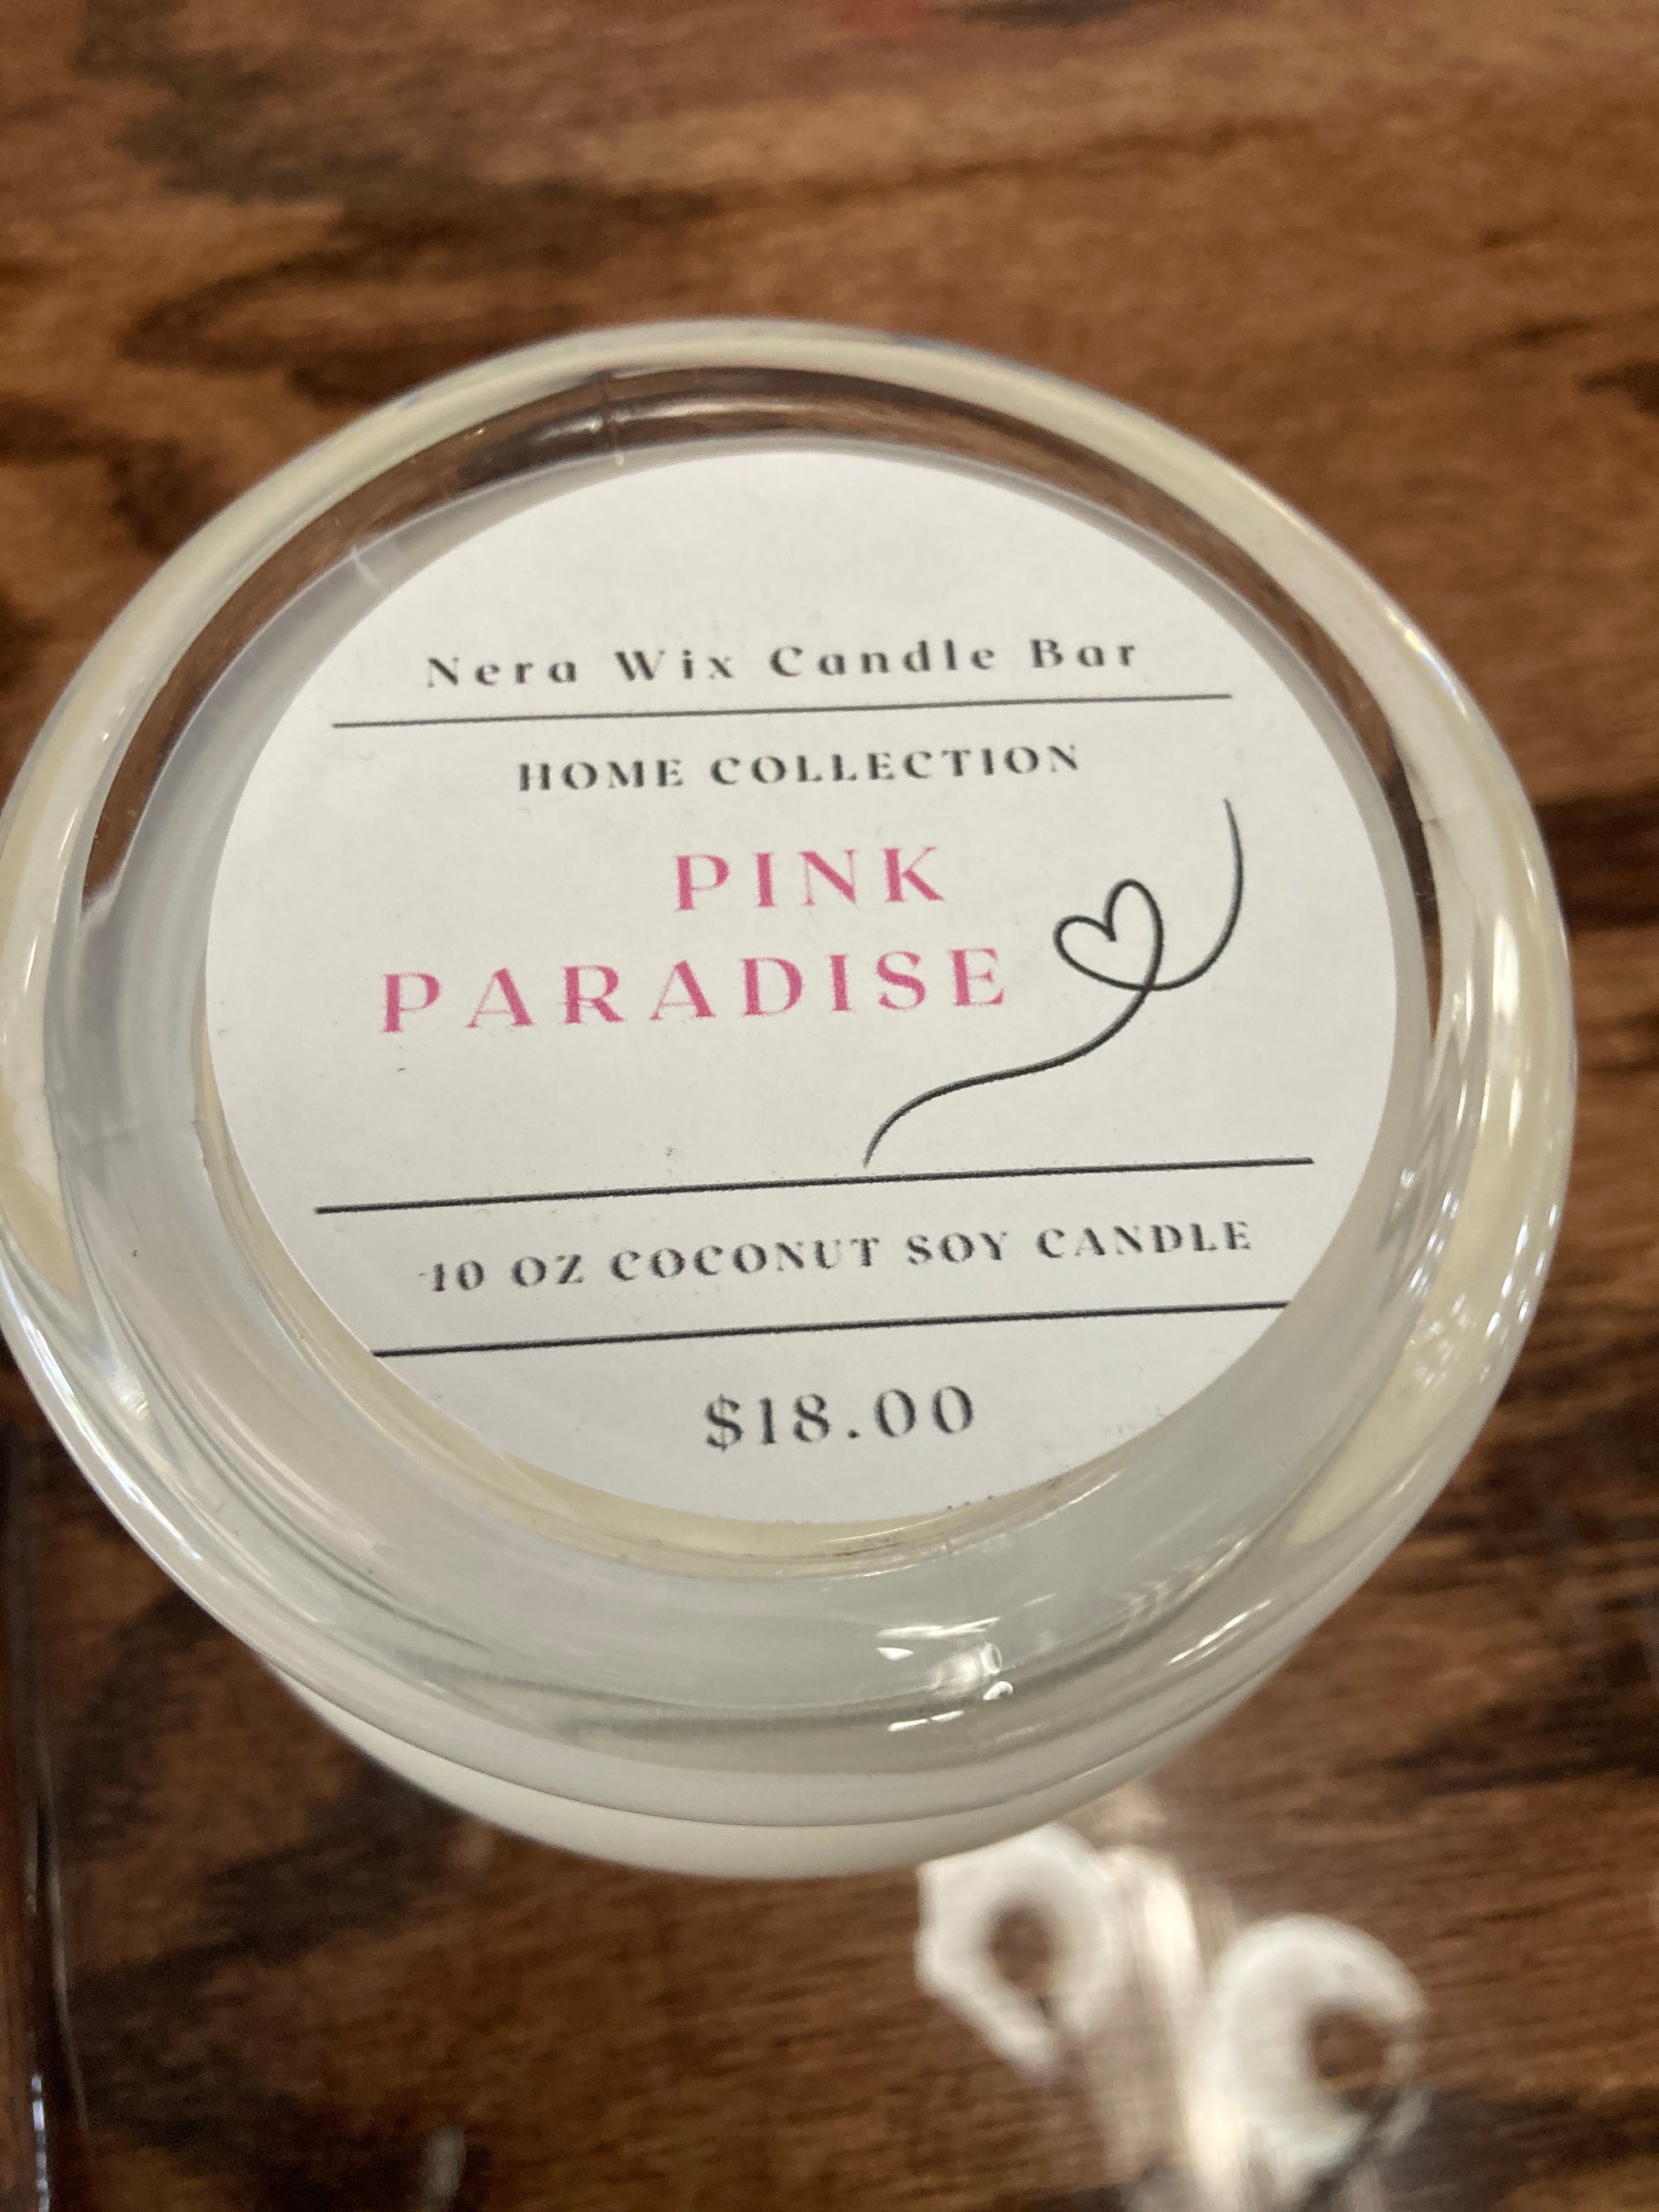 Nera Wix Candle Bar
HOME COLLECTION
PINK
PARADISE
10 OZ COCONUT SOY CANDLE
$18.00